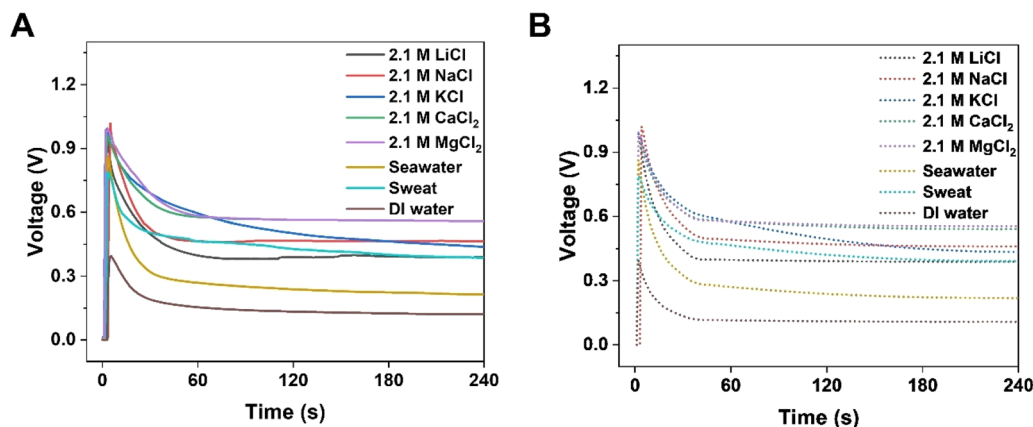 A
Voltage (V)
1.2
0.9
0.6
0.3
0.0
2.1 M LiCl
2.1 M NaCl
2.1 M KCl
2.1 M CaCl₂
2.1 M MgCl₂
Seawater
Sweat
DI water
0 60 120 180 240
Time (s)
B
Voltage (V)
1.2
0.9
0.6
0.3
0.0
2.1 M LiCl
2.1 M NaCl
2.1 M KCl
2.1 M CaCl₂
2.1 M MgCl₂
Seawater
Sweat
DI water
0 60 120 180 240
Time (s)